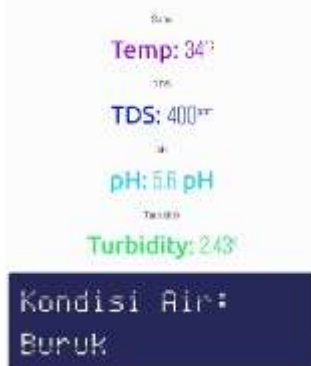 Temp: 34
TDS: 400
pH: 5.6 pH
Turbidity: 2.43
Kondisi Air:
Buruk